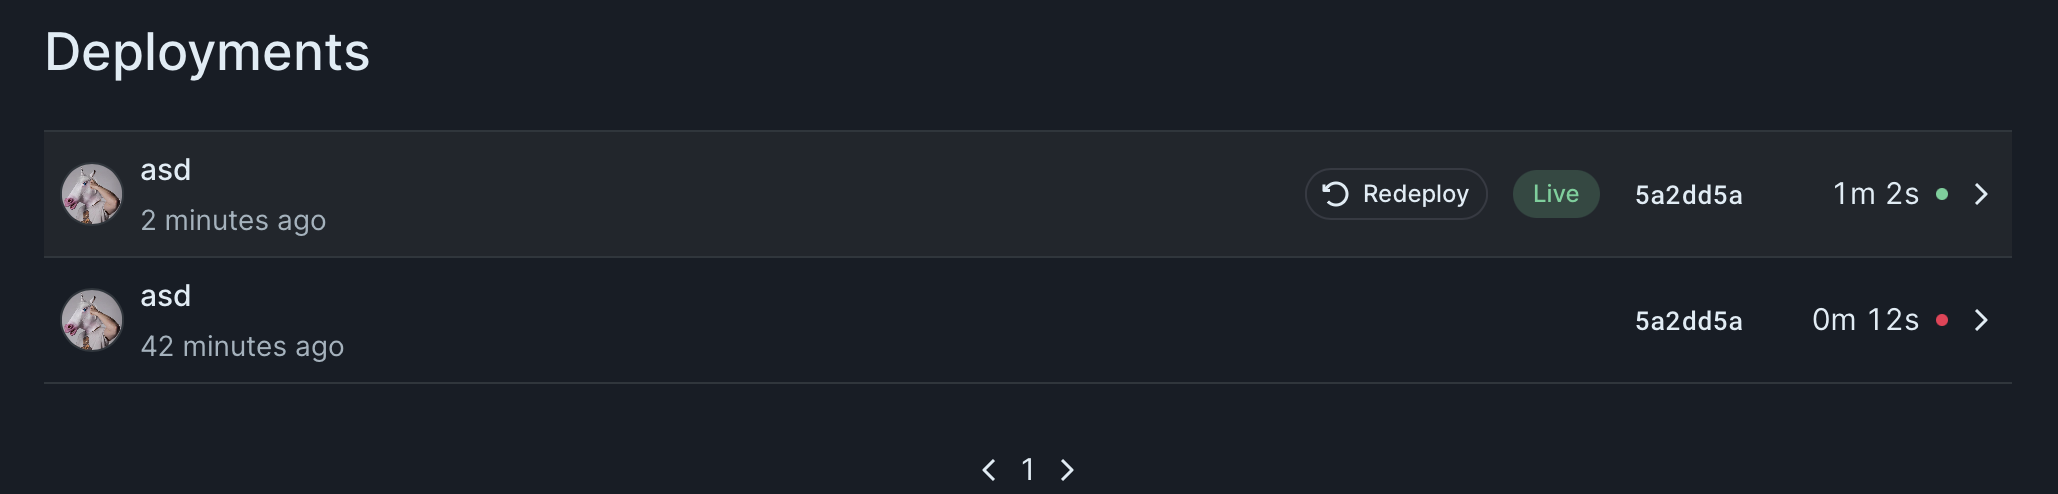 Deployments
asd
2 minutes ago
Redeploy
Live
5a2dd5a
1m 2s
asd
42 minutes ago
5a2dd5a
0m 12s
1